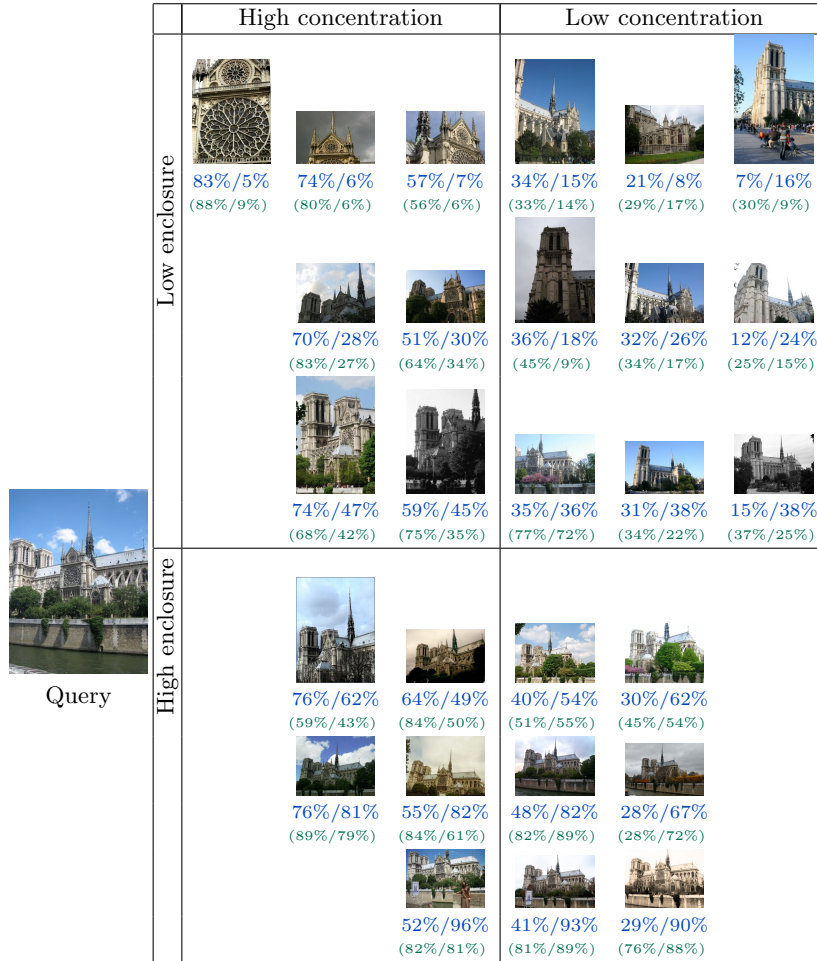 High concentration Low concentration
Low enclosure
83%/5% 74%/6% 57%/7% 34%/15% 21%/8% 7%/16%
(88%/9%) (80%/6%) (56%/6%) (33%/14%) (29%/17%) (30%/9%)
70%/28% 51%/30% 36%/18% 32%/26% 12%/24%
(83%/27%) (64%/34%) (45%/9%) (34%/17%) (25%/15%)
74%/47% 59%/45% 35%/36% 31%/38% 15%/38%
(68%/42%) (75%/35%) (77%/72%) (34%/22%) (37%/25%)
Query
High enclosure
76%/62% 64%/49% 40%/54% 30%/62%
(59%/43%) (84%/50%) (51%/55%) (45%/54%)
76%/81% 55%/82% 48%/82% 28%/67%
(89%/79%) (84%/61%) (82%/89%) (28%/72%)
52%/96% 41%/93% 29%/90%
(82%/81%) (81%/89%) (76%/88%)